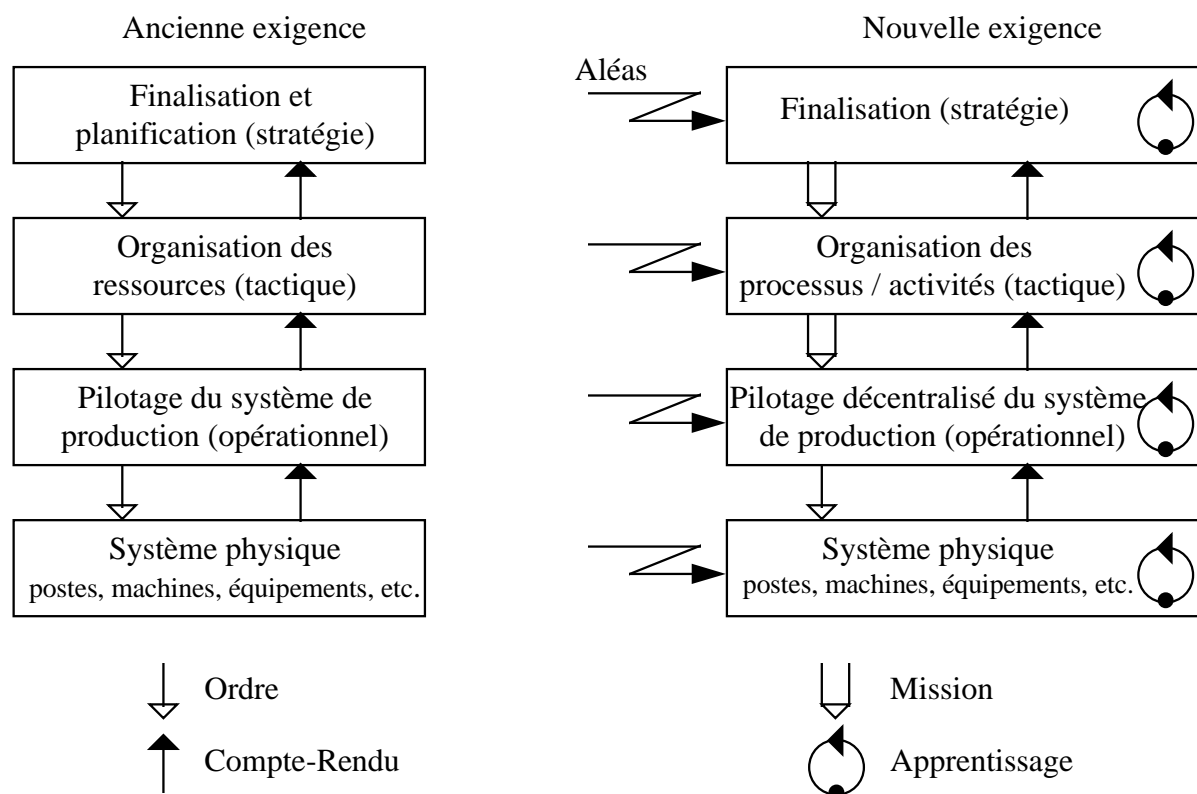 Ancienne exigence
Finalisation et
planification (stratégie)
Organisation des
ressources (tactique)
Pilotage du système de
production (opérationnel)
Système physique
postes, machines, équipements, etc.
Ordre
Compte-Rendu
Nouvelle exigence
Aléas
Finalisation (stratégie)
Organisation des
processus / activités (tactique)
Pilotage décentralisé du système
de production (opérationnel)
Système physique
postes, machines, équipements, etc.
Mission
Apprentissage